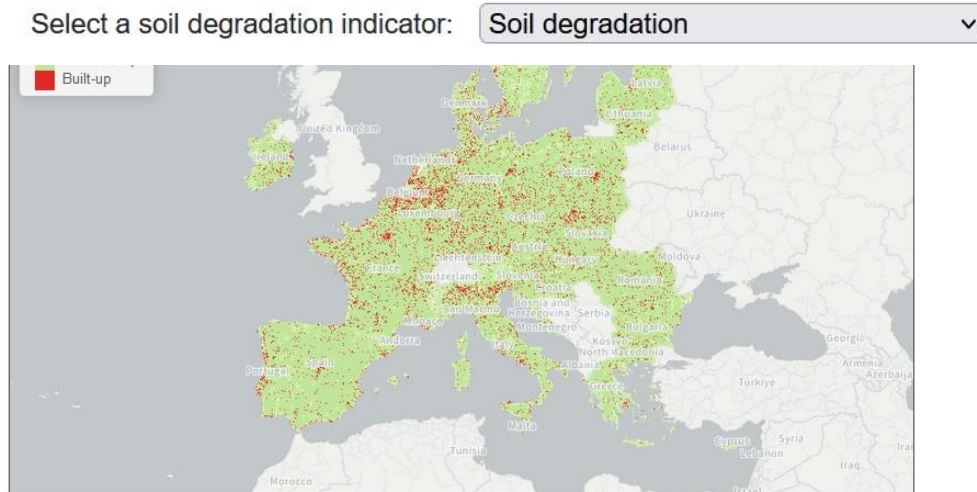 Select a soil degradation indicator: Soil degradation
Built-up
Denmark
Latvia
Lithuania
United Kingdom
Ireland
Netherlands
Belarus
Poland
Germany
Belgium
Luxembourg
Czechia
Ukraine
Slovakia
Austria
Moldova
Liechtenstein
Hungary
France
Switzerland
Slovenia
Romania
Croatia
San Marino
Bosnia and
Herzegovina
Serbia
Monaco
Montenegro
Bulgaria
Andorra
Italy
Kosovo
North Macedonia
Georgia
Albania
Armenia
Azerbaija
Portugal
Spain
Türkiye
Greece
Malta
Cyprus
Syria
Lebanon
Tunisia
Iraq
Iran
Morocco
Israel